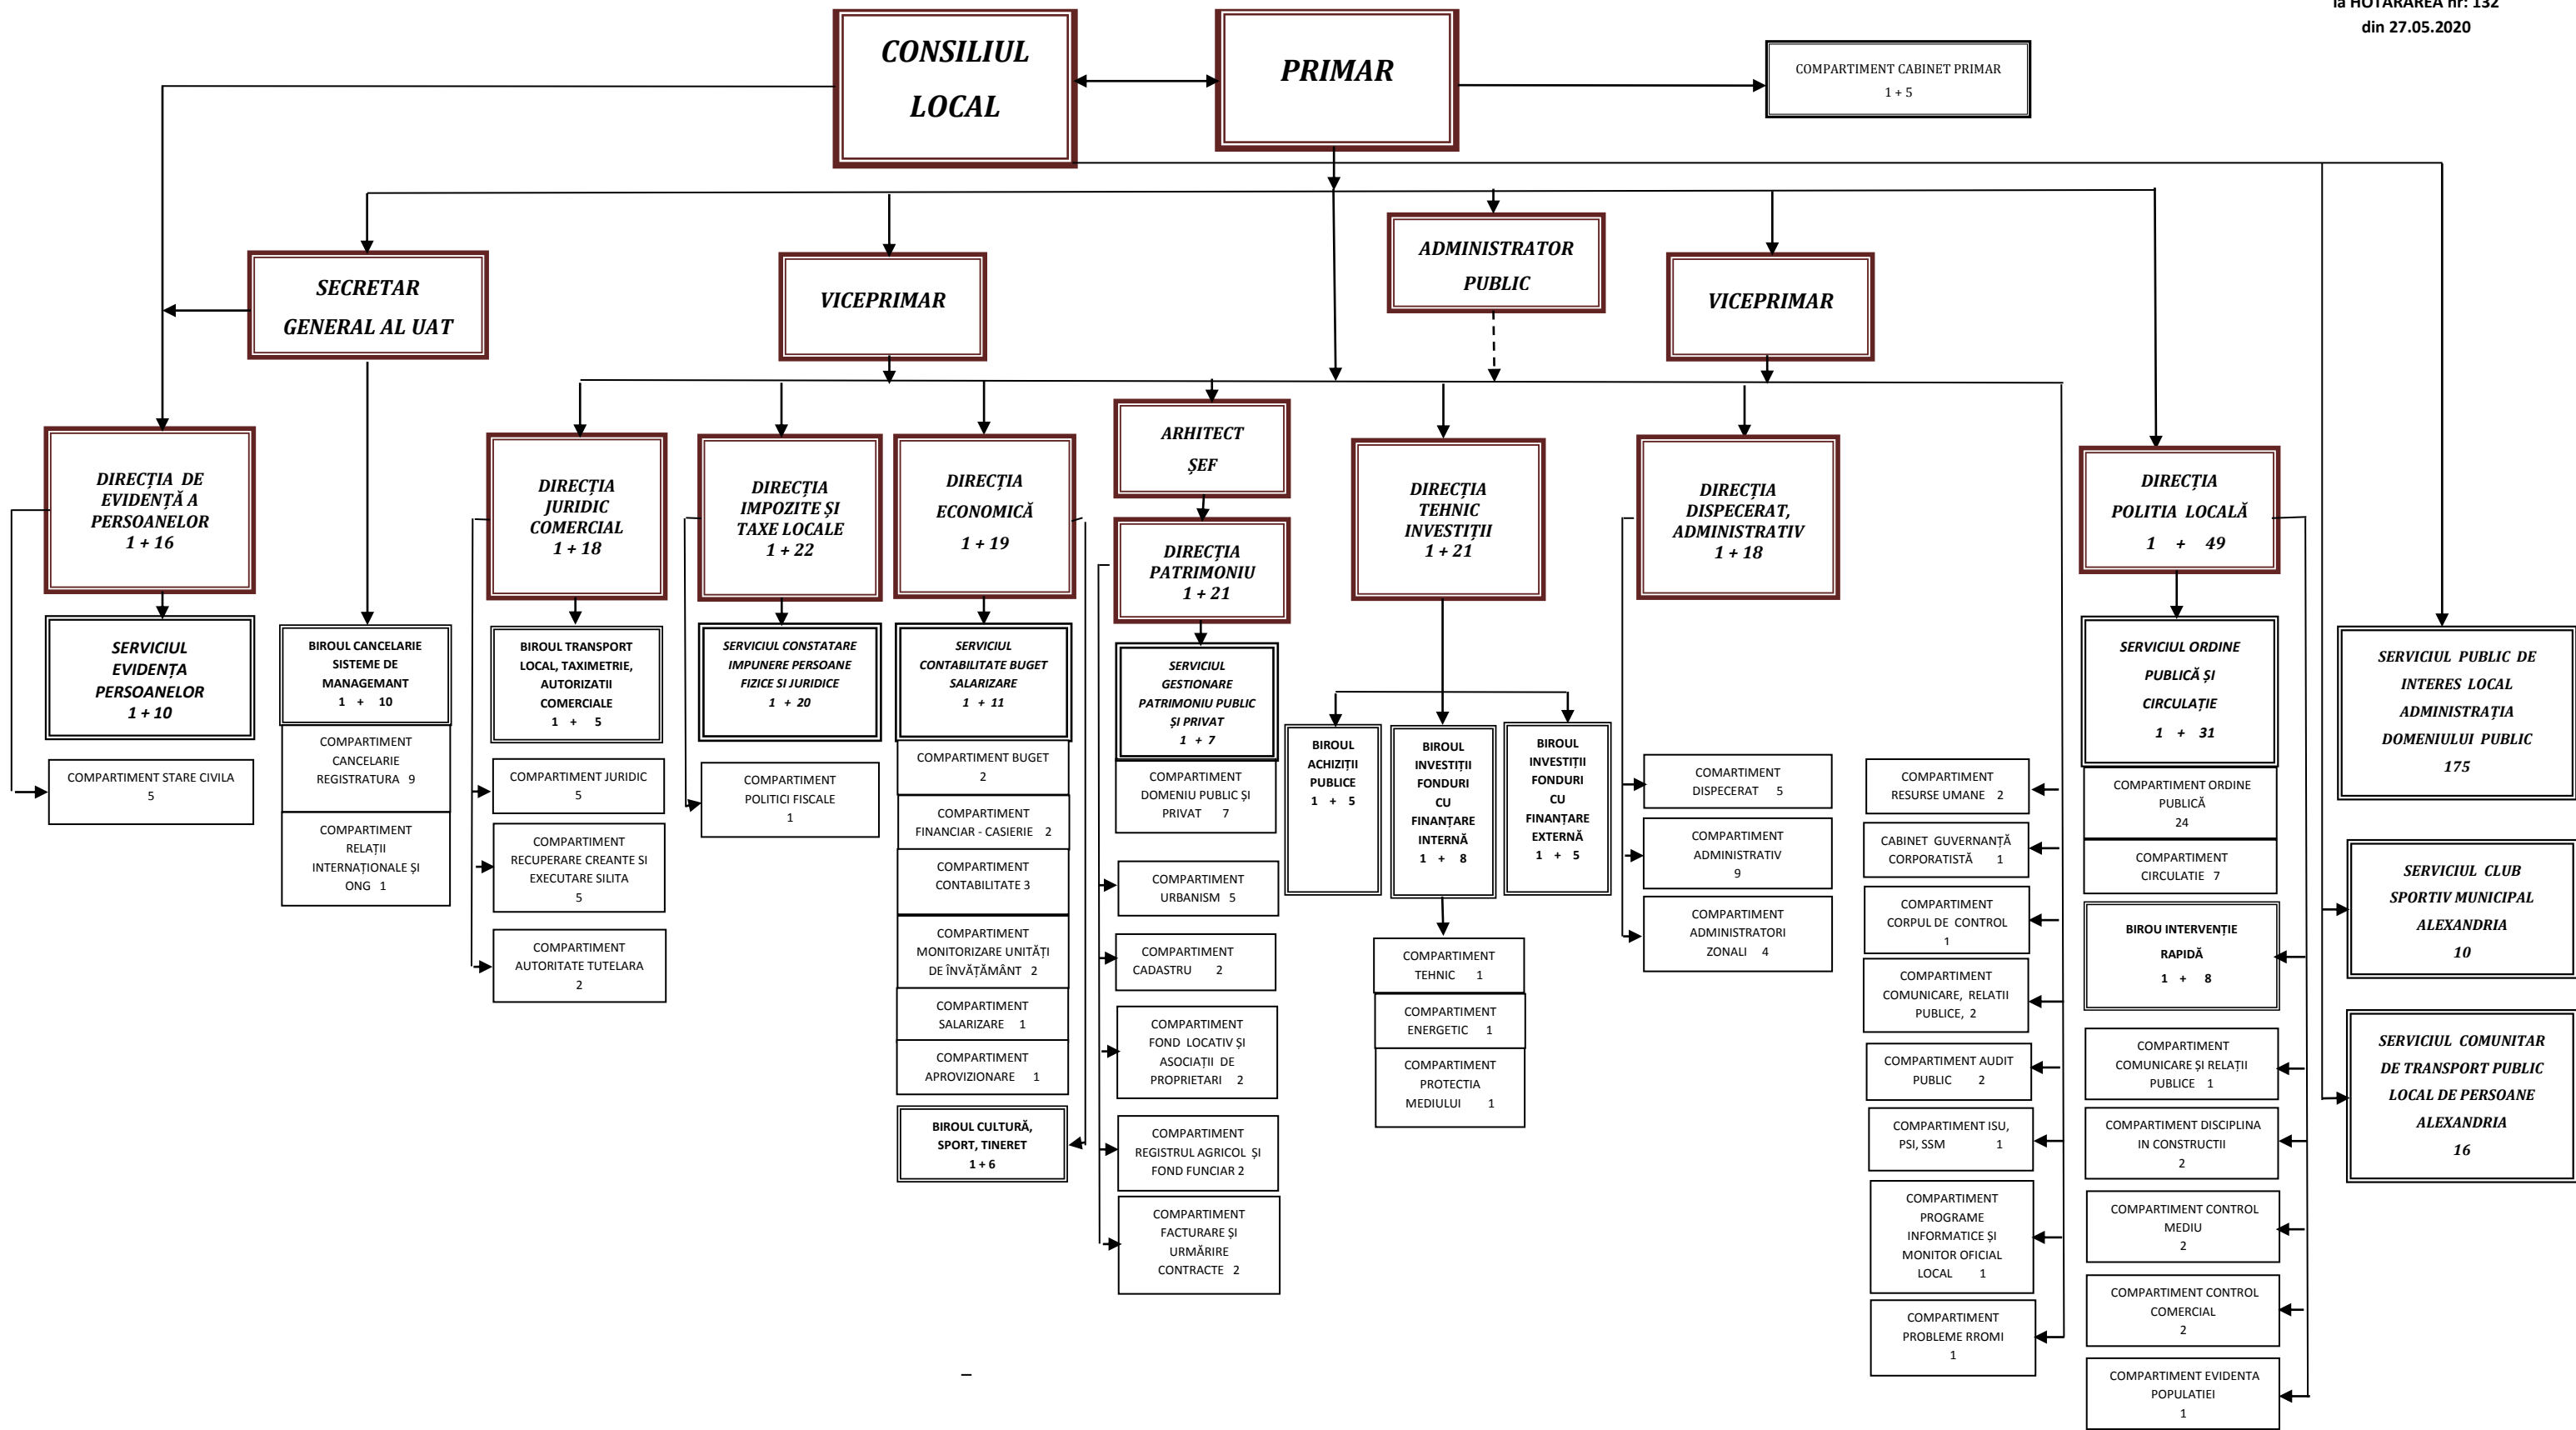 la HOTARAREA nr: 132
din 27.05.2020
CONSILIUL
LOCAL
PRIMAR
COMPARTIMENT CABINET PRIMAR
1 + 5
SECRETAR
GENERAL AL UAT
VICEPRIMAR
ADMINISTRATOR
PUBLIC
VICEPRIMAR
DIRECȚIA DE
EVIDENȚĂ A
PERSOANELOR
1 + 16
SERVICIUL
EVIDENȚA
PERSOANELOR
1 + 10
COMPARTIMENT STARE CIVILA
5
BIROUL CANCELARIE
SISTEME DE
MANAGEMANT
1 + 10
COMPARTIMENT
CANCELARIE
REGISTRATURA 9
COMPARTIMENT
RELAȚII
INTERNAȚIONALE ȘI
ONG 1
DIRECȚIA
JURIDIC
COMERCIAL
1 + 18
BIROUL TRANSPORT
LOCAL, TAXIMETRIE,
AUTORIZATII
COMERCIALE
1 + 5
COMPARTIMENT JURIDIC
5
COMPARTIMENT
RECUPERARE CREANTE SI
EXECUTARE SILITA
5
COMPARTIMENT
AUTORITATE TUTELARA
2
DIRECȚIA
IMPOZITE ȘI
TAXE LOCALE
1 + 22
SERVICIUL CONSTATARE
IMPUNERE PERSOANE
FIZICE SI JURIDICE
1 + 20
COMPARTIMENT
POLITICI FISCALE
1
DIRECȚIA
ECONOMICĂ
1 + 19
SERVICIUL
CONTABILITATE BUGET
SALARIZARE
1 + 11
COMPARTIMENT BUGET
2
COMPARTIMENT
FINANCIAR - CASIERIE 2
COMPARTIMENT
CONTABILITATE 3
COMPARTIMENT
MONITORIZARE UNITĂȚI
DE ÎNVĂȚĂMÂNT 2
COMPARTIMENT
SALARIZARE 1
COMPARTIMENT
APROVIZIONARE 1
BIROUL CULTURĂ,
SPORT, TINERET
1 + 6
ARHITECT
ȘEF
DIRECȚIA
PATRIMONIU
1 + 21
SERVICIUL
GESTIONARE
PATRIMONIU PUBLIC
ȘI PRIVAT
1 + 7
COMPARTIMENT
DOMENIU PUBLIC ȘI
PRIVAT 7
COMPARTIMENT
URBANISM 5
COMPARTIMENT
CADASTRU 2
COMPARTIMENT
FOND LOCATIV ȘI
ASOCIAȚII DE
PROPRIETARI 2
COMPARTIMENT
REGISTRUL AGRICOL ȘI
FOND FUNCIAR 2
COMPARTIMENT
FACTURARE ȘI
URMĂRIRE
CONTRACTE 2
DIRECȚIA
TEHNIC
INVESTIȚII
1 + 21
BIROUL
ACHIZIȚII
PUBLICE
1 + 5
BIROUL
INVESTIȚII
FONDURI
CU
FINANȚARE
INTERNĂ
1 + 8
BIROUL
INVESTIȚII
FONDURI
CU
FINANȚARE
EXTERNĂ
1 + 5
COMPARTIMENT
TEHNIC 1
COMPARTIMENT
ENERGETIC 1
COMPARTIMENT
PROTECTIA
MEDIULUI 1
DIRECȚIA
DISPECERAT,
ADMINISTRATIV
1 + 18
COMARTIMENT
DISPECERAT 5
COMPARTIMENT
ADMINISTRATIV
9
COMPARTIMENT
ADMINISTRATORI
ZONALI 4
COMPARTIMENT
RESURSE UMANE 2
CABINET GUVERNANȚĂ
CORPORATISTĂ 1
COMPARTIMENT
CORPUL DE CONTROL
1
COMPARTIMENT
COMUNICARE, RELATII
PUBLICE, 2
COMPARTIMENT AUDIT
PUBLIC 2
COMPARTIMENT ISU,
PSI, SSM 1
COMPARTIMENT
PROGRAME
INFORMATICE ȘI
MONITOR OFICIAL
LOCAL 1
COMPARTIMENT
PROBLEME RROMI
1
DIRECȚIA
POLITIA LOCALĂ
1 + 49
SERVICIUL ORDINE
PUBLICĂ ȘI
CIRCULAȚIE
1 + 31
COMPARTIMENT ORDINE
PUBLICĂ
24
COMPARTIMENT
CIRCULATIE 7
BIROU INTERVENȚIE
RAPIDĂ
1 + 8
COMPARTIMENT
COMUNICARE ȘI RELAȚII
PUBLICE 1
COMPARTIMENT DISCIPLINA
IN CONSTRUCTII
2
COMPARTIMENT CONTROL
MEDIU
2
COMPARTIMENT CONTROL
COMERCIAL
2
COMPARTIMENT EVIDENTA
POPULATIEI
1
SERVICIUL PUBLIC DE
INTERES LOCAL
ADMINISTRAȚIA
DOMENIULUI PUBLIC
175
SERVICIUL CLUB
SPORTIV MUNICIPAL
ALEXANDRIA
10
SERVICIUL COMUNITAR
DE TRANSPORT PUBLIC
LOCAL DE PERSOANE
ALEXANDRIA
16